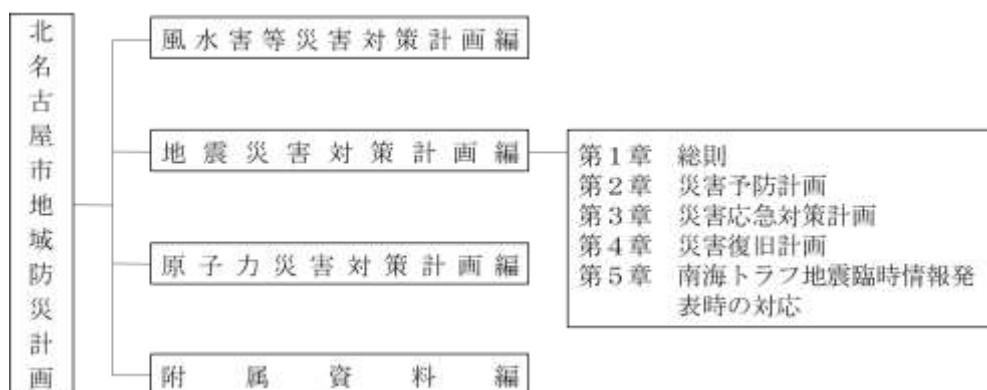 北名古屋市地域防災計画
風水害等災害対策計画編
地震災害対策計画編
第1章 総則
第2章 災害予防計画
第3章 災害応急対策計画
第4章 災害復旧計画
第5章 南海トラフ地震臨時情報発
表時の対応
原子力災害対策計画編
附属資料編